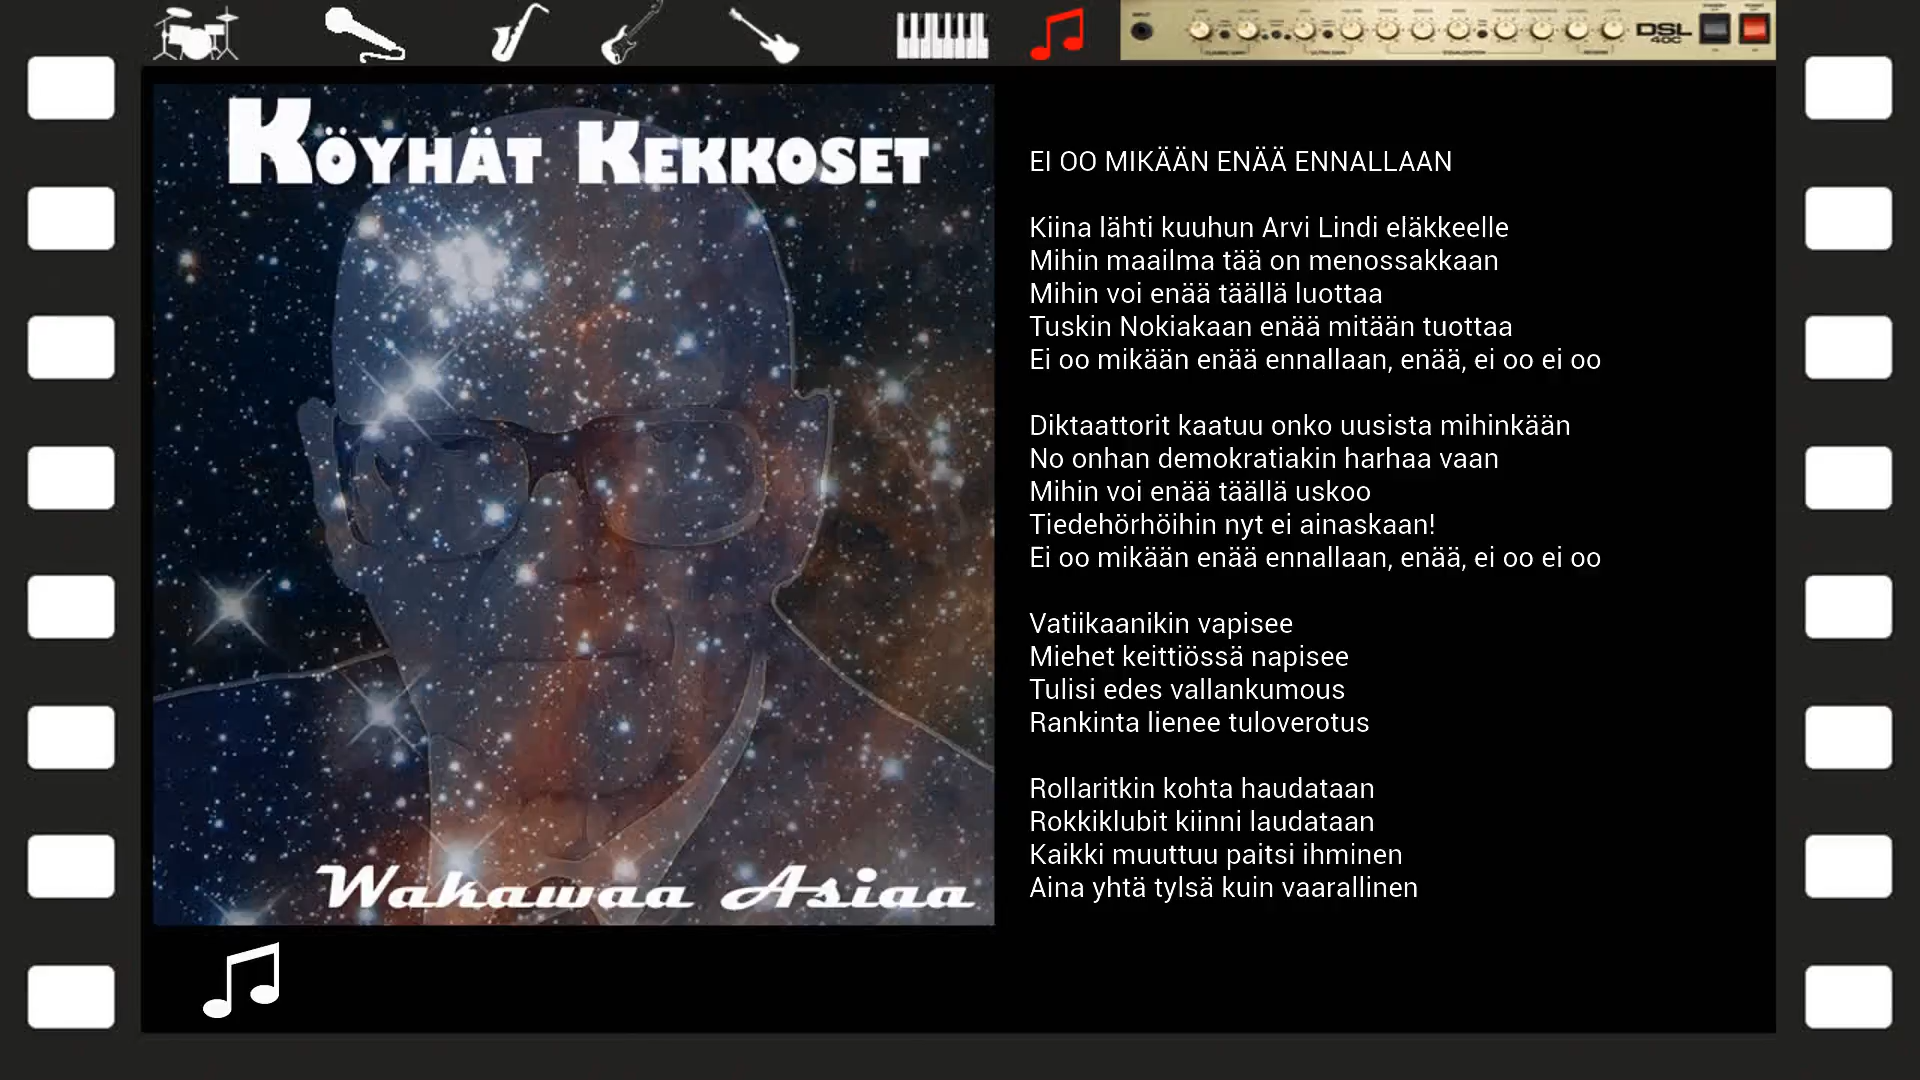 DSL
40C
KÖYHÄT KEKKOSET
Wakawaa Asiaa
EI OO MIKÄÄN ENÄÄ ENNALLAAN
Kiina lähti kuuhun Arvi Lindi eläkkeelle
Mihin maailma tää on menossakkaan
Mihin voi enää täällä luottaa
Tuskin Nokiakaan enää mitään tuottaa
Ei oo mikään enää ennallaan, enää, ei oo ei oo
Diktaattorit kaatuu onko uusista mihinkään
No onhan demokratiakin harhaa vaan
Mihin voi enää täällä uskoo
Tiedehörhöihin nyt ei ainaskaan!
Ei oo mikään enää ennallaan, enää, ei oo ei oo
Vatiikaanikin vapisee
Miehet keittiössä napisee
Tulisi edes vallankumous
Rankinta lienee tuloverotus
Rollaritkin kohta haudataan
Rokkiklubit kiinni laudataan
Kaikki muuttuu paitsi ihminen
Aina yhtä tylsä kuin vaarallinen